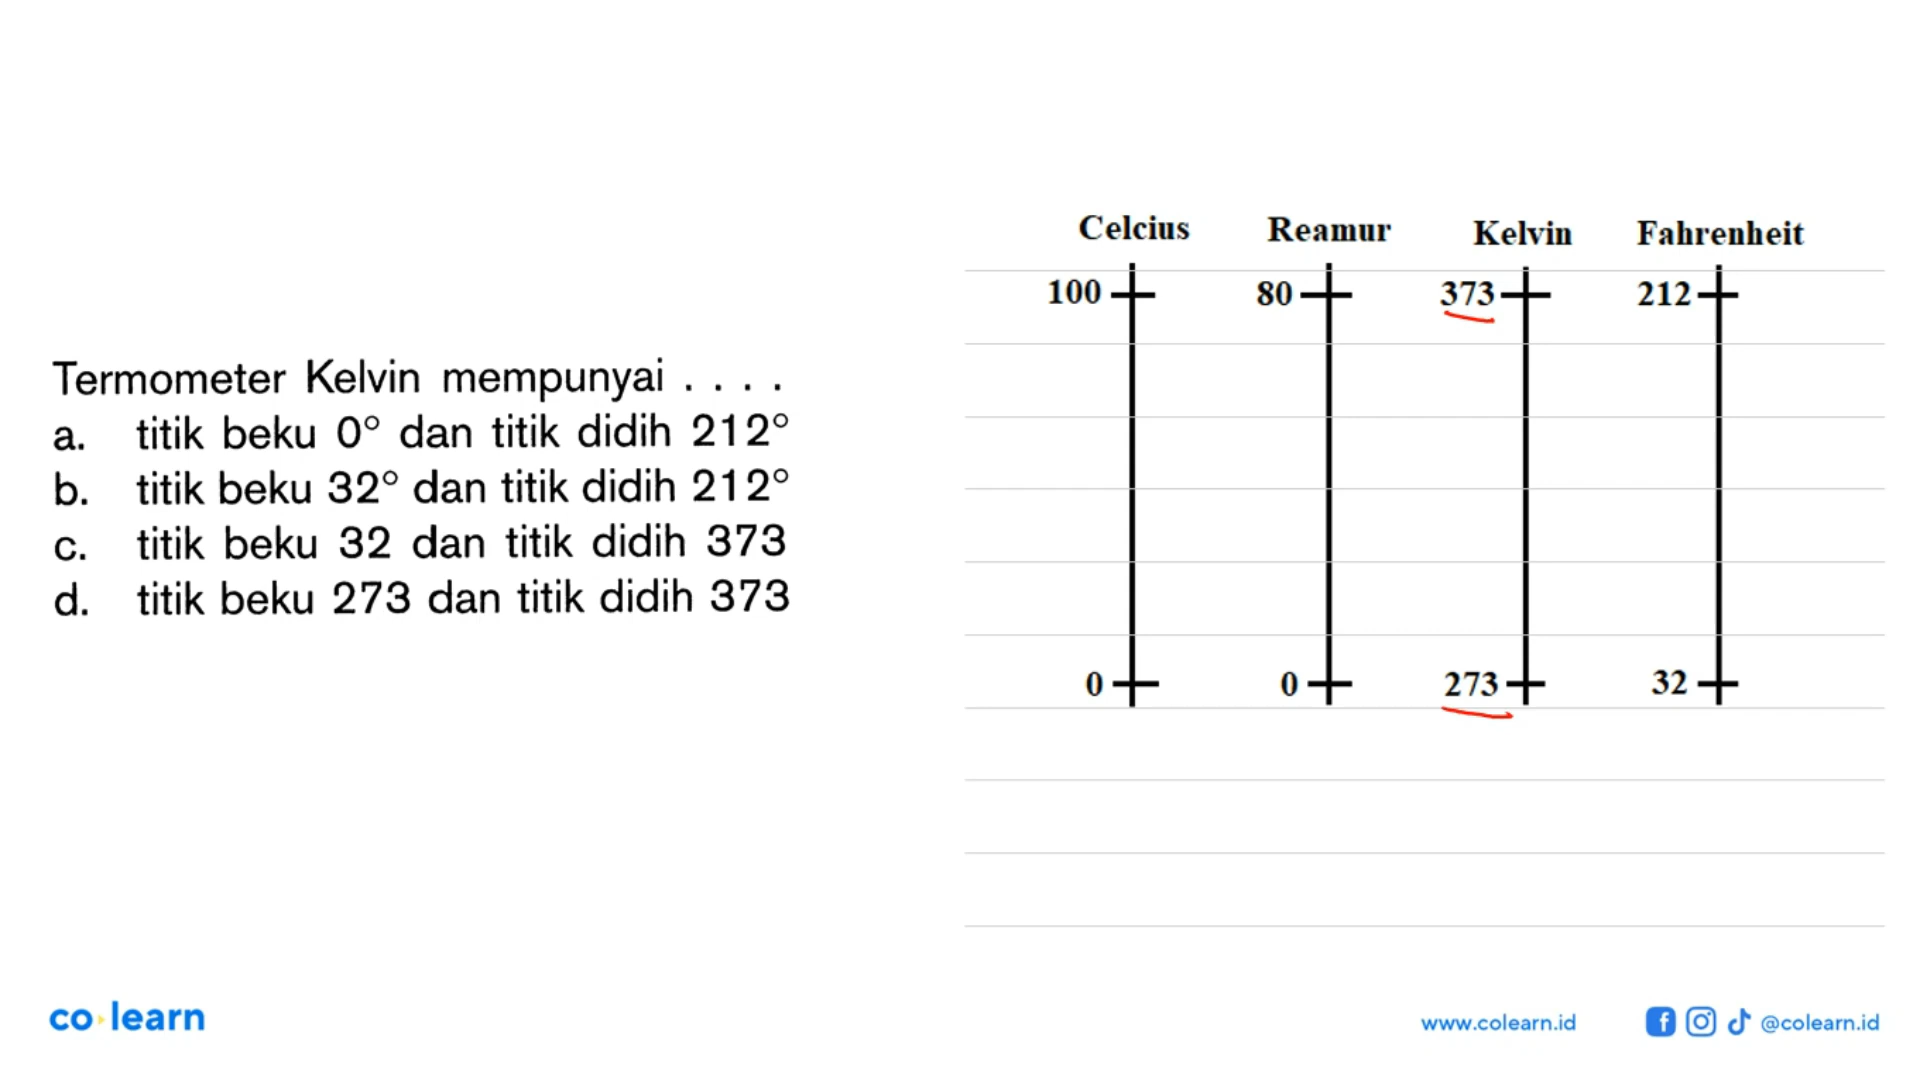 Termometer Kelvin mempunyai . . . .
a. titik beku 0° dan titik didih 212°
b. titik beku 32° dan titik didih 212°
c. titik beku 32 dan titik didih 373
d. titik beku 273 dan titik didih 373
Celcius Reamur Kelvin Fahrenheit
100 80 373 212
0 0 273 32
co learn
www.colearn.id @colearn.id